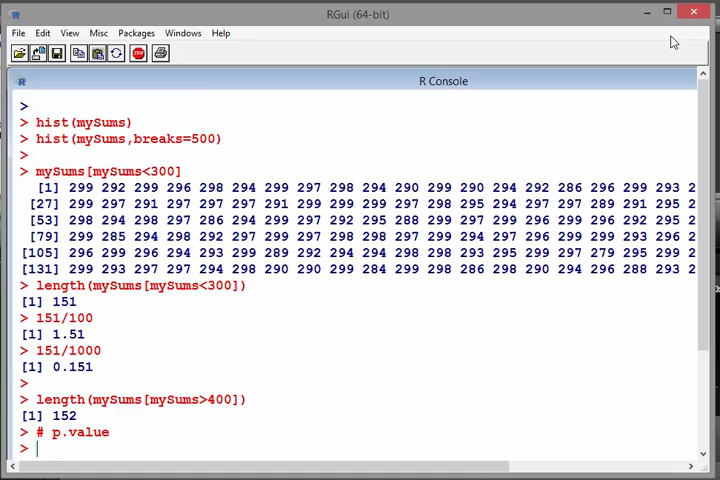 RGui (64-bit)
File Edit View Misc Packages Windows Help
STOP
R Console
>
> hist(mySums)
> hist(mySums,breaks=500)
>
> mySums[mySums<300]
[1] 299 292 299 296 298 294 299 297 298 294 290 299 290 294 292 286 296 299 293 2
[27] 299 297 291 297 297 297 291 299 299 299 297 298 295 294 297 297 289 291 295 2
[53] 298 294 298 297 286 294 299 297 292 295 288 299 297 299 296 299 296 292 295 2
[79] 299 285 294 298 292 297 299 297 298 298 297 299 294 297 296 299 299 293 296 2
[105] 296 299 296 294 293 299 289 292 294 294 298 298 293 295 299 297 279 295 299 2
[131] 299 293 297 297 294 298 290 290 299 284 299 298 286 298 290 294 296 288 293 2
> length(mySums[mySums<300])
[1] 151
> 151/100
[1] 1.51
> 151/1000
[1] 0.151
>
> length(mySums[mySums>400])
[1] 152
> # p.value
>